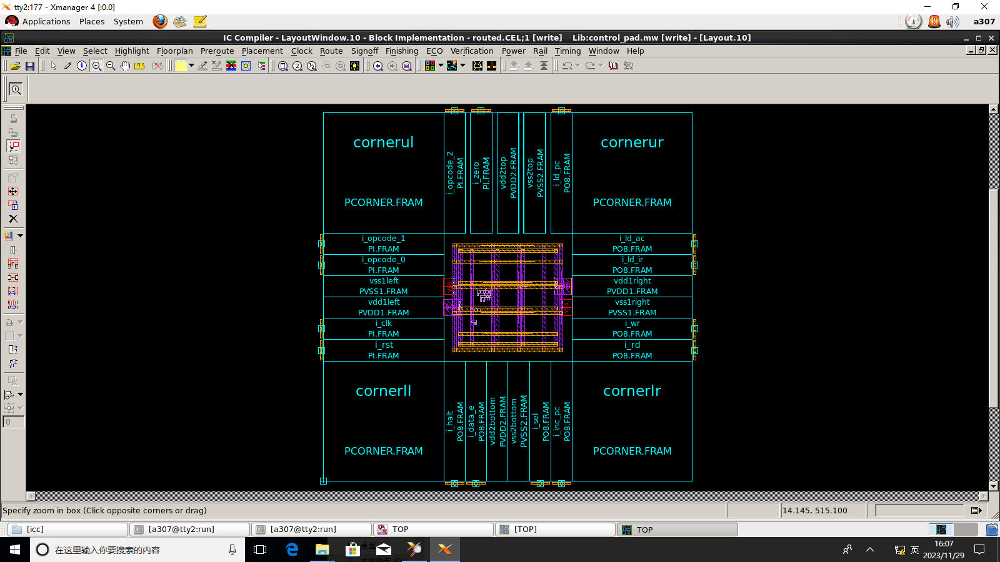 tty2:177 - Xmanager 4 [:0.0]
Applications Places System a307
IC Compiler - LayoutWindow.10 - Block Implementation - routed.CEL;1 [write] Lib:control_pad.mw [write] - [Layout.10]
File Edit View Select Highlight Floorplan Preroute Placement Clock Route Signoff Finishing ECO Verification Power Rail Timing Window Help
cornerul
PCORNER.FRAM
i_opcode_2
PI.FRAM
i_zero
PI.FRAM
vdd2top
PVDD2.FRAM
vss2top
PVSS2.FRAM
i_ld_pc
PO8.FRAM
cornerur
PCORNER.FRAM
i_opcode_1
PI.FRAM
i_opcode_0
PI.FRAM
vss1left
PVSS1.FRAM
vdd1left
PVDD1.FRAM
i_clk
PI.FRAM
i_rst
PI.FRAM
VSS
VSS
i_ld_ac
PO8.FRAM
i_ld_ir
PO8.FRAM
vdd1right
PVDD1.FRAM
vss1right
PVSS1.FRAM
i_wr
PO8.FRAM
i_rd
PO8.FRAM
cornerll
PCORNER.FRAM
i_halt
PO8.FRAM
i_data_e
PO8.FRAM
vdd2bottom
PVDD2.FRAM
vss2bottom
PVSS2.FRAM
i_sel
PO8.FRAM
i_inc_pc
PO8.FRAM
cornerlr
PCORNER.FRAM
0
Specify zoom in box (Click opposite corners or drag)
14.145, 515.100
[icc]
[a307@tty2:run]
[a307@tty2:run]
TOP
[TOP]
TOP
在这里输入你要搜索的内容
英
16:07
2023/11/29